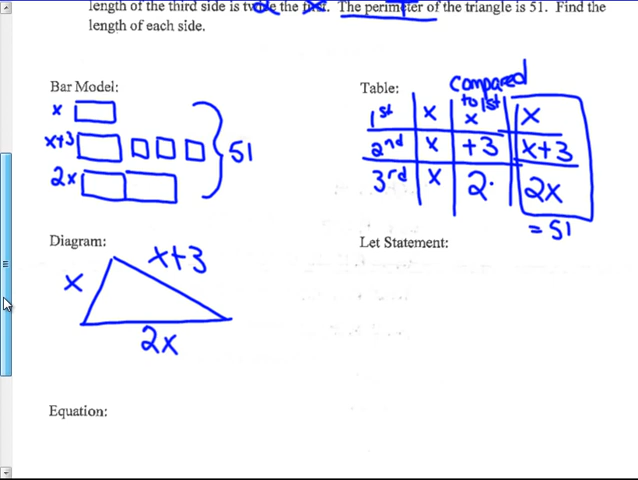 length of the third side is twice the first. The perimeter of the triangle is 51. Find the
length of each side.
Bar Model:
x
x+3
2x
51
Table:
compared
to 1st
1st x x x
2nd x +3 x+3
3rd x 2· 2x
= 51
Diagram:
x
x+3
2x
Let Statement:
Equation: